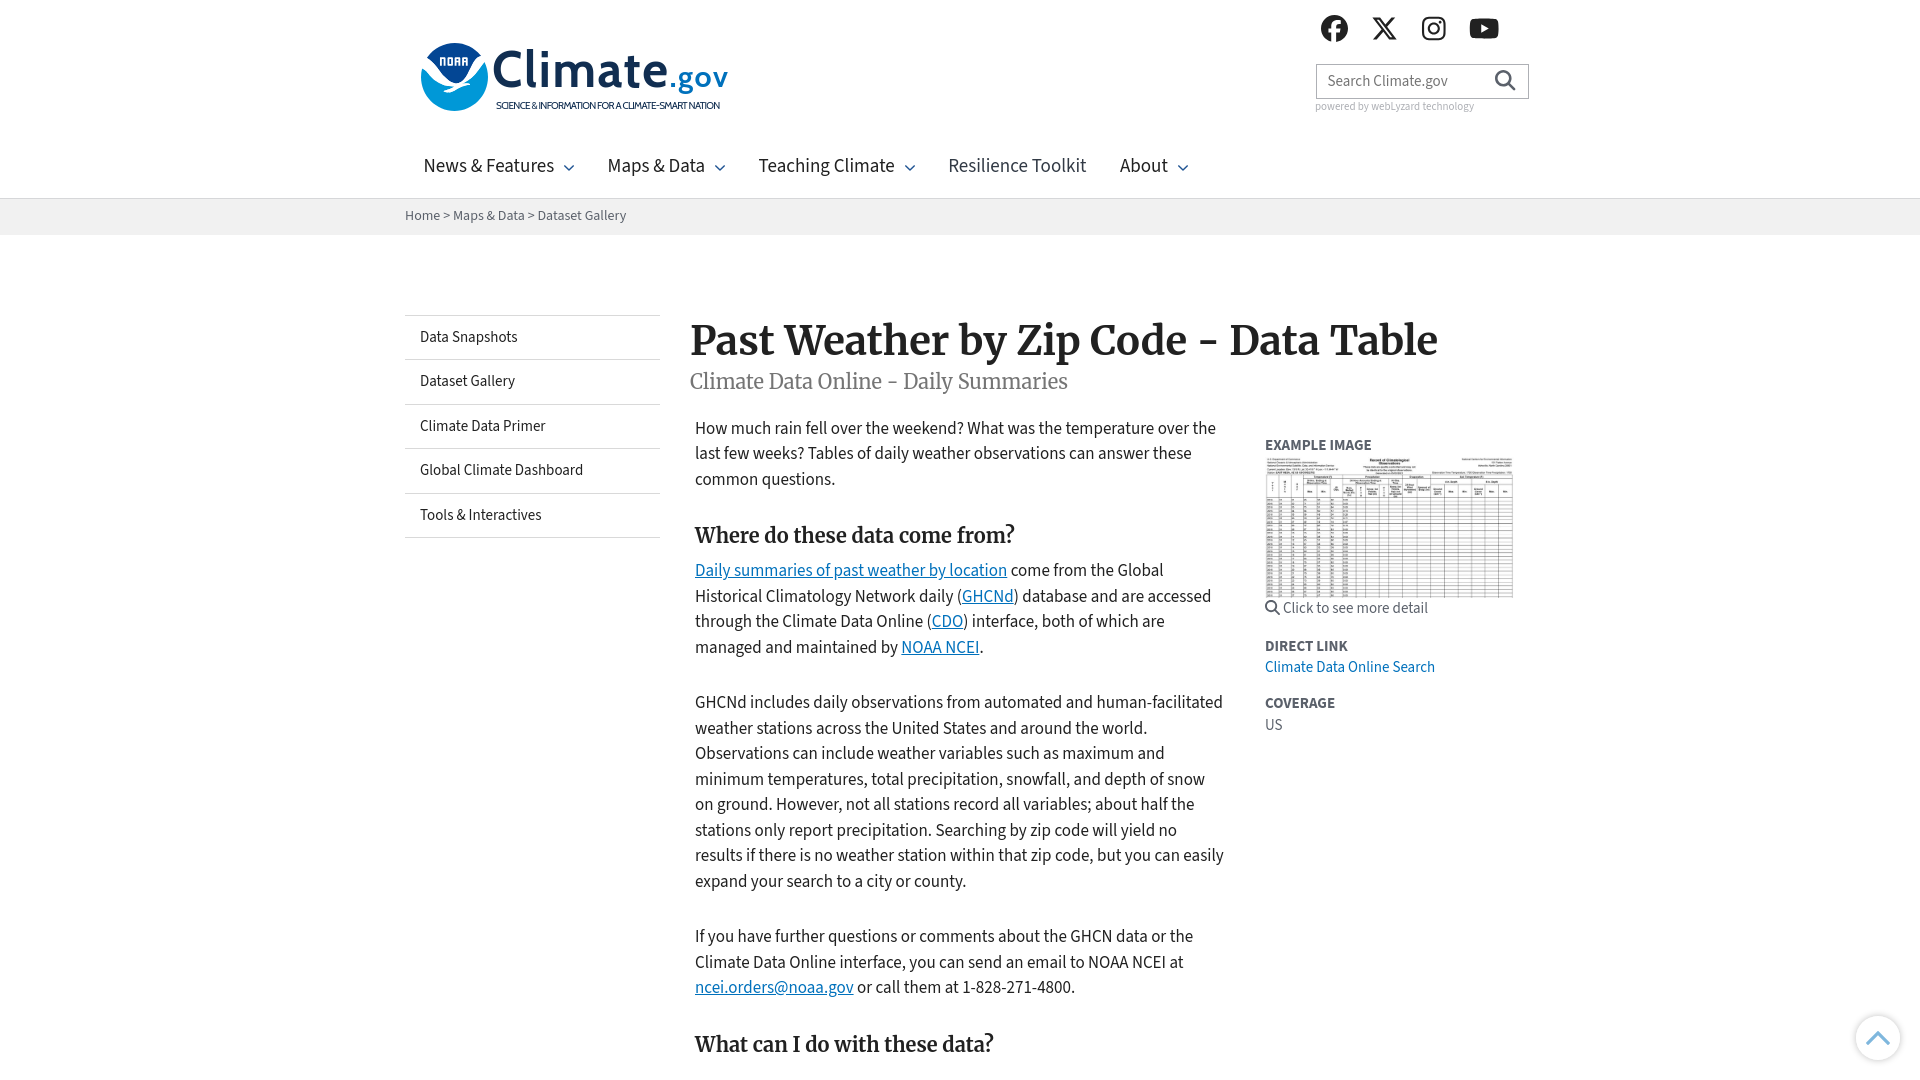 NOAA
Climate.gov
SCIENCE & INFORMATION FOR A CLIMATE-SMART NATION
Search Climate.gov
powered by webLyzard technology
News & Features
Maps & Data
Teaching Climate
Resilience Toolkit
About
Home > Maps & Data > Dataset Gallery
Data Snapshots
Dataset Gallery
Climate Data Primer
Global Climate Dashboard
Tools & Interactives
Past Weather by Zip Code - Data Table
Climate Data Online - Daily Summaries
How much rain fell over the weekend? What was the temperature over the
last few weeks? Tables of daily weather observations can answer these
common questions.
Where do these data come from?
Daily summaries of past weather by location come from the Global
Historical Climatology Network daily (GHCNd) database and are accessed
through the Climate Data Online (CDO) interface, both of which are
managed and maintained by NOAA NCEI.
GHCNd includes daily observations from automated and human-facilitated
weather stations across the United States and around the world.
Observations can include weather variables such as maximum and
minimum temperatures, total precipitation, snowfall, and depth of snow
on ground. However, not all stations record all variables; about half the
stations only report precipitation. Searching by zip code will yield no
results if there is no weather station within that zip code, but you can easily
expand your search to a city or county.
If you have further questions or comments about the GHCN data or the
Climate Data Online interface, you can send an email to NOAA NCEI at
ncei.orders@noaa.gov or call them at 1-828-271-4800.
What can I do with these data?
EXAMPLE IMAGE
Click to see more detail
DIRECT LINK
Climate Data Online Search
COVERAGE
US